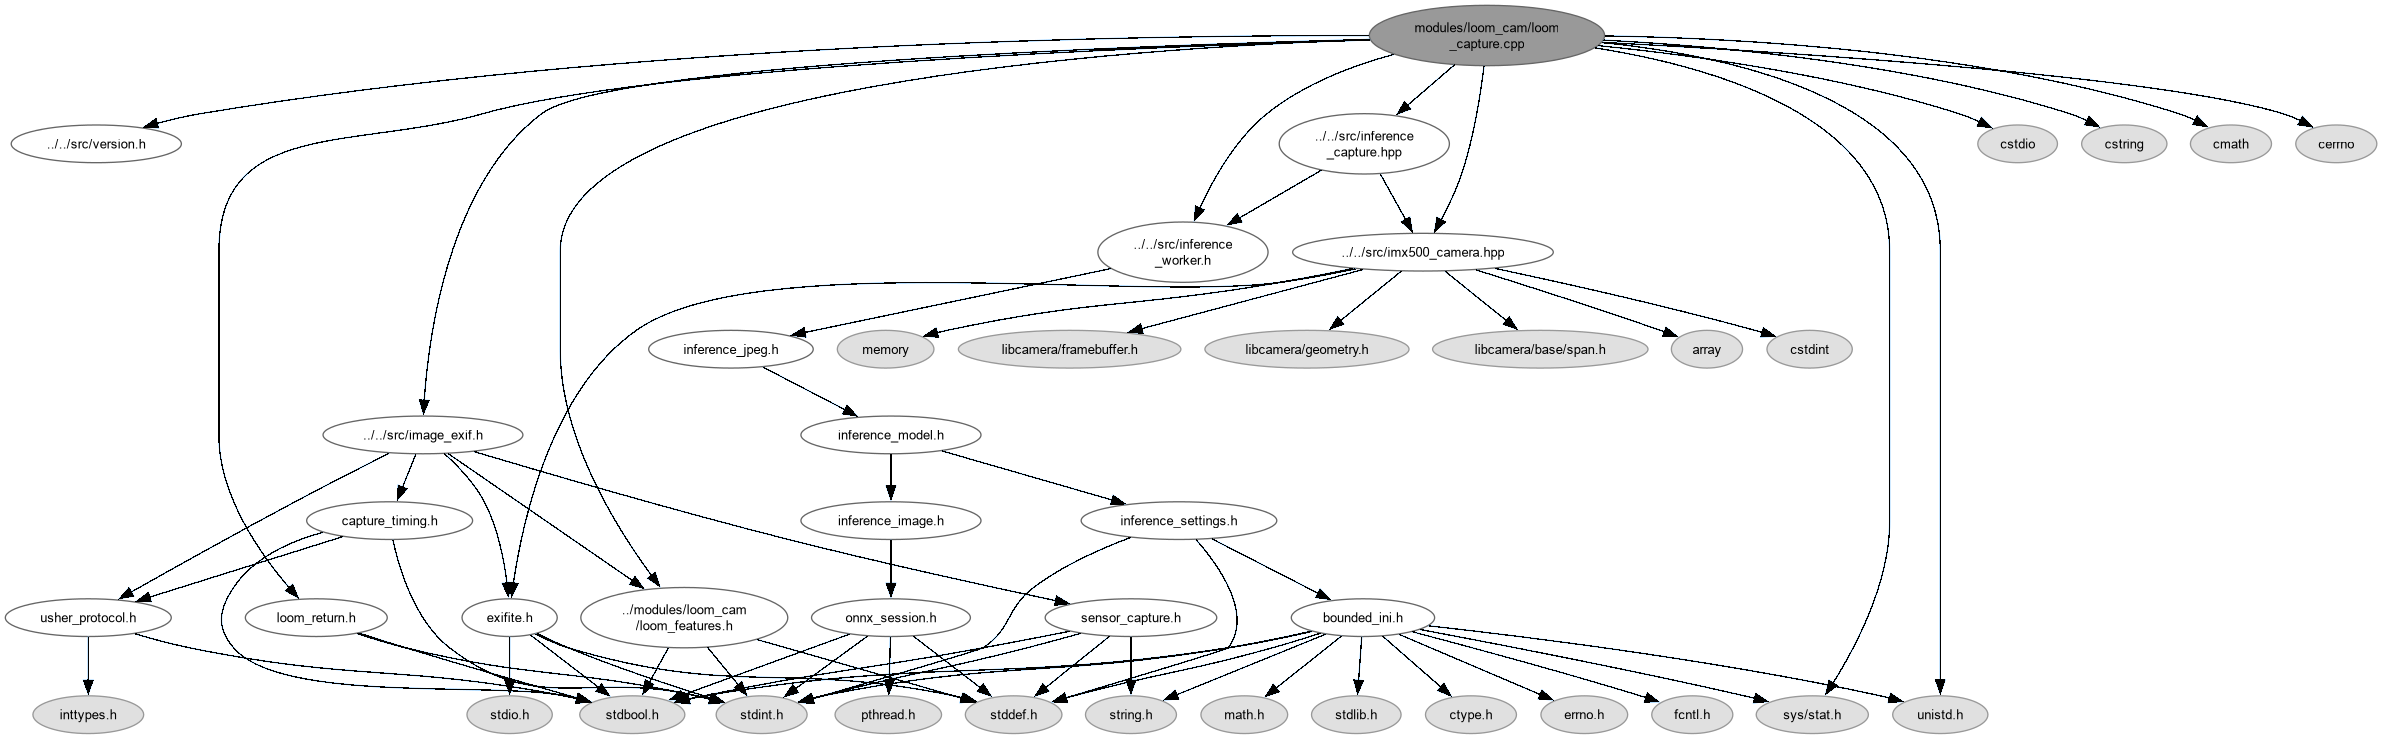 modules/loom_cam/loom
_capture.cpp
../../src/version.h
../../src/inference
_capture.hpp
cstdio
cstring
cmath
cerrno
../../src/inference
_worker.h
../../src/imx500_camera.hpp
inference_jpeg.h
memory
libcamera/framebuffer.h
libcamera/geometry.h
libcamera/base/span.h
array
cstdint
../../src/image_exif.h
inference_model.h
capture_timing.h
inference_image.h
inference_settings.h
usher_protocol.h
loom_return.h
exifite.h
../modules/loom_cam
/loom_features.h
onnx_session.h
sensor_capture.h
bounded_ini.h
inttypes.h
stdio.h
stdbool.h
stdint.h
pthread.h
stddef.h
string.h
math.h
stdlib.h
ctype.h
errno.h
fcntl.h
sys/stat.h
unistd.h